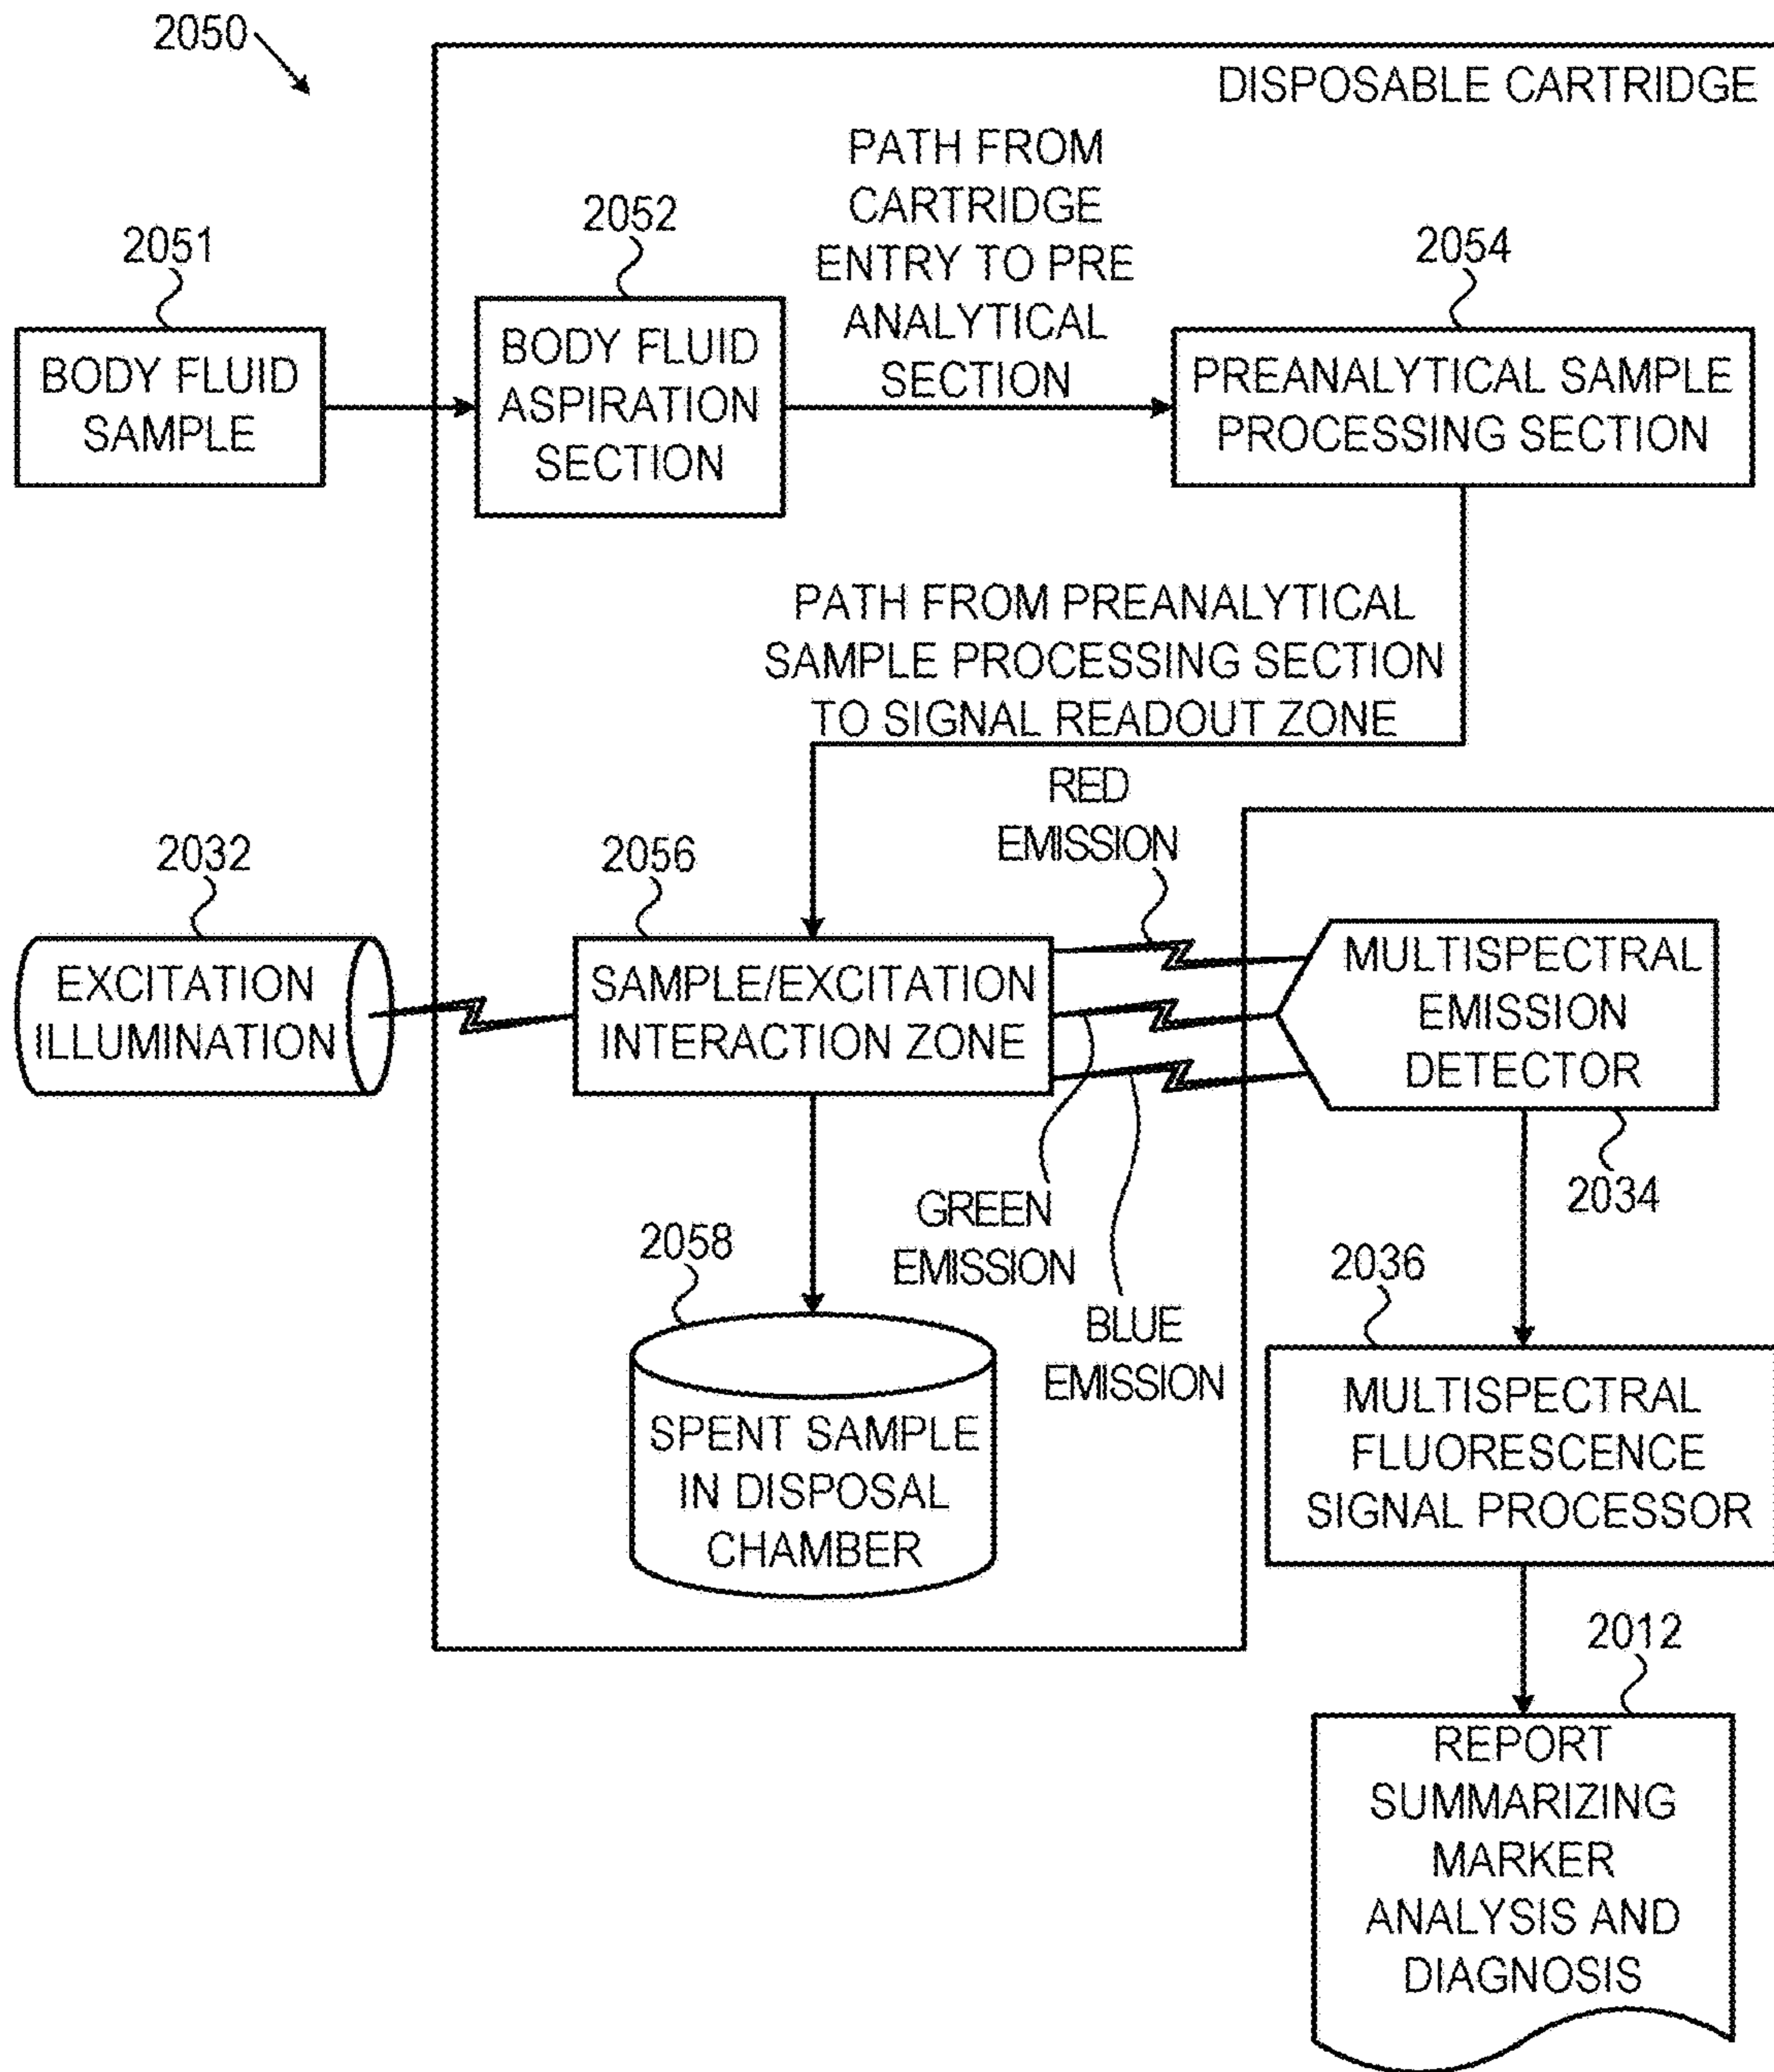 2050
DISPOSABLE CARTRIDGE
PATH FROM
CARTRIDGE
ENTRY TO PRE
ANALYTICAL
SECTION
2051
BODY FLUID
SAMPLE
2052
BODY FLUID
ASPIRATION
SECTION
2054
PREANALYTICAL SAMPLE
PROCESSING SECTION
PATH FROM PREANALYTICAL
SAMPLE PROCESSING SECTION
TO SIGNAL READOUT ZONE
RED
EMISSION
2032
EXCITATION
ILLUMINATION
2056
SAMPLE/EXCITATION
INTERACTION ZONE
MULTISPECTRAL
EMISSION
DETECTOR
2034
GREEN
EMISSION
BLUE
EMISSION
2058
SPENT SAMPLE
IN DISPOSAL
CHAMBER
2036
MULTISPECTRAL
FLUORESCENCE
SIGNAL PROCESSOR
2012
REPORT
SUMMARIZING
MARKER
ANALYSIS AND
DIAGNOSIS